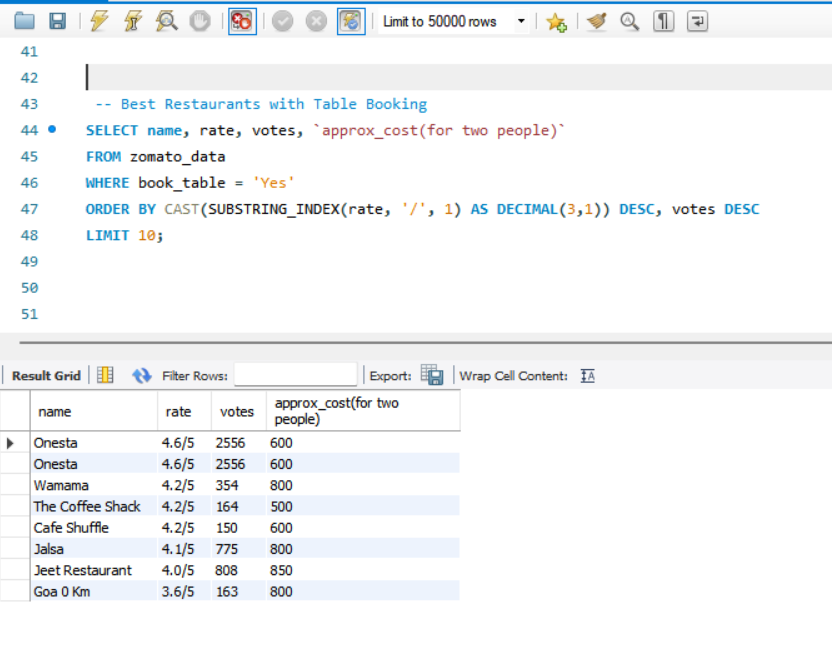 Limit to 50000 rows
41
42
43 -- Best Restaurants with Table Booking
44 SELECT name, rate, votes, `approx_cost(for two people)`
45 FROM zomato_data
46 WHERE book_table = 'Yes'
47 ORDER BY CAST(SUBSTRING_INDEX(rate, '/', 1) AS DECIMAL(3,1)) DESC, votes DESC
48 LIMIT 10;
49
50
51
Result Grid Filter Rows: Export: Wrap Cell Content:
name rate votes approx_cost(for two
people)
Onesta 4.6/5 2556 600
Onesta 4.6/5 2556 600
Wamama 4.2/5 354 800
The Coffee Shack 4.2/5 164 500
Cafe Shuffle 4.2/5 150 600
Jalsa 4.1/5 775 800
Jeet Restaurant 4.0/5 808 850
Goa 0 Km 3.6/5 163 800